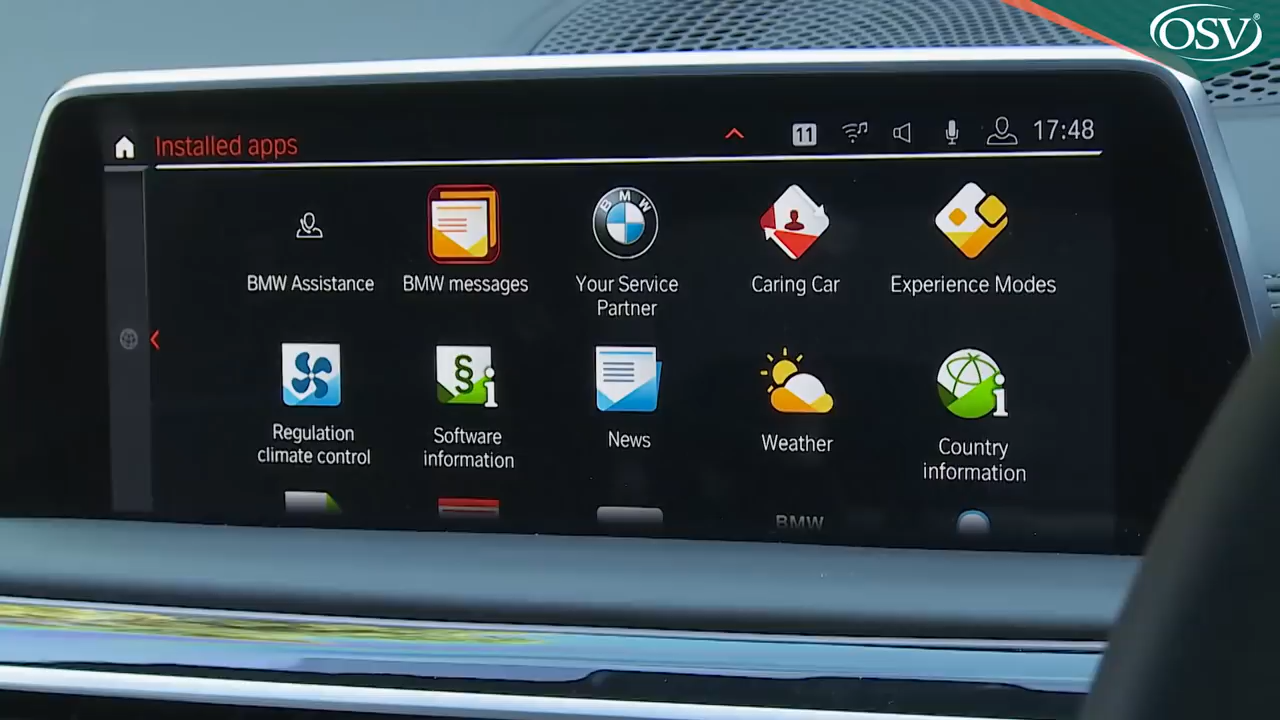 OSV®
Installed apps
11
17:48
BMW
BMW Assistance
BMW messages
Your Service
Partner
Caring Car
Experience Modes
§
i
i
Regulation
climate control
Software
information
News
Weather
Country
information
BMW